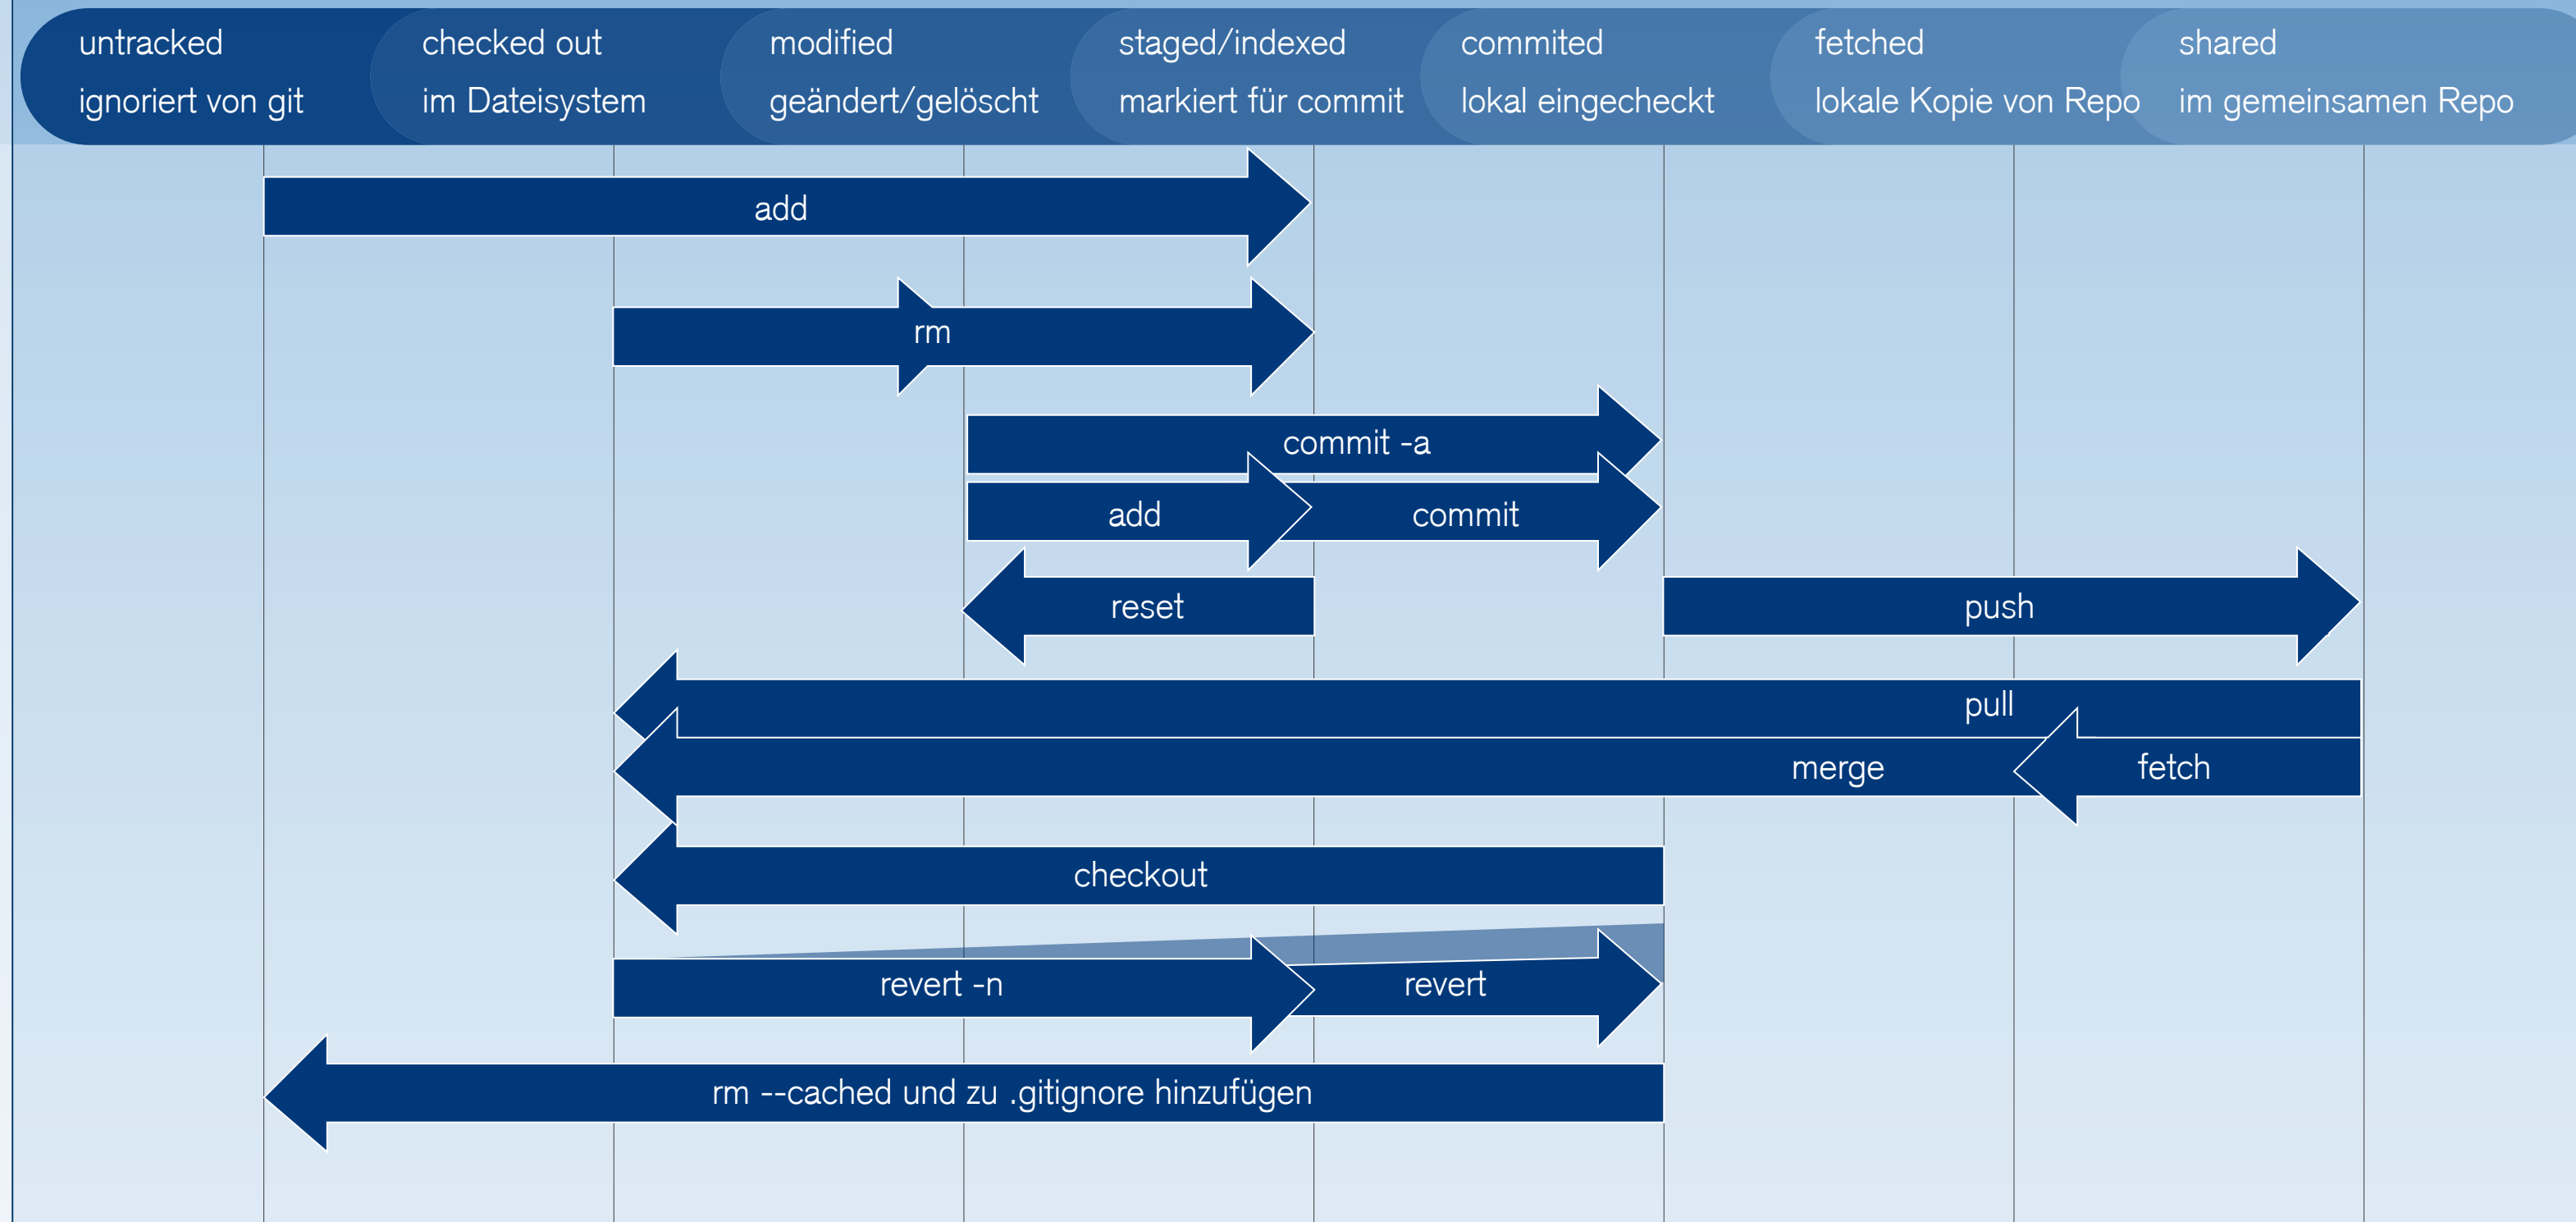 untracked
ignoriert von git
checked out
im Dateisystem
modified
geändert/gelöscht
staged/indexed
markiert für commit
commited
lokal eingecheckt
fetched
lokale Kopie von Repo
shared
im gemeinsamen Repo
add
rm
commit -a
add
commit
reset
push
pull
merge
fetch
checkout
revert -n
revert
rm --cached und zu .gitignore hinzufügen